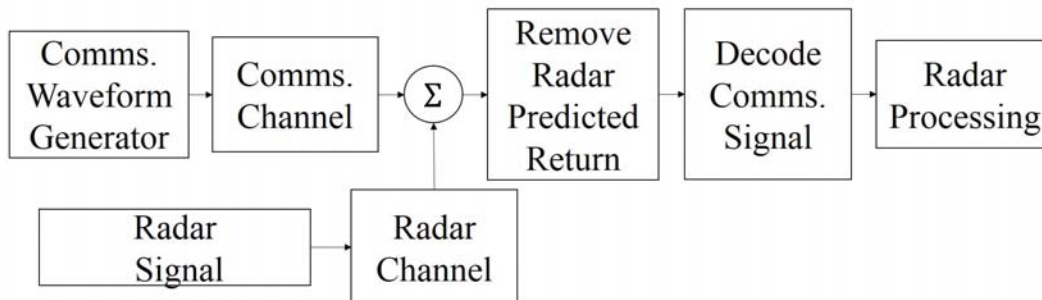 Comms.
Waveform
Generator
Comms.
Channel
Σ
Remove
Radar
Predicted
Return
Decode
Comms.
Signal
Radar
Processing
Radar
Signal
Radar
Channel